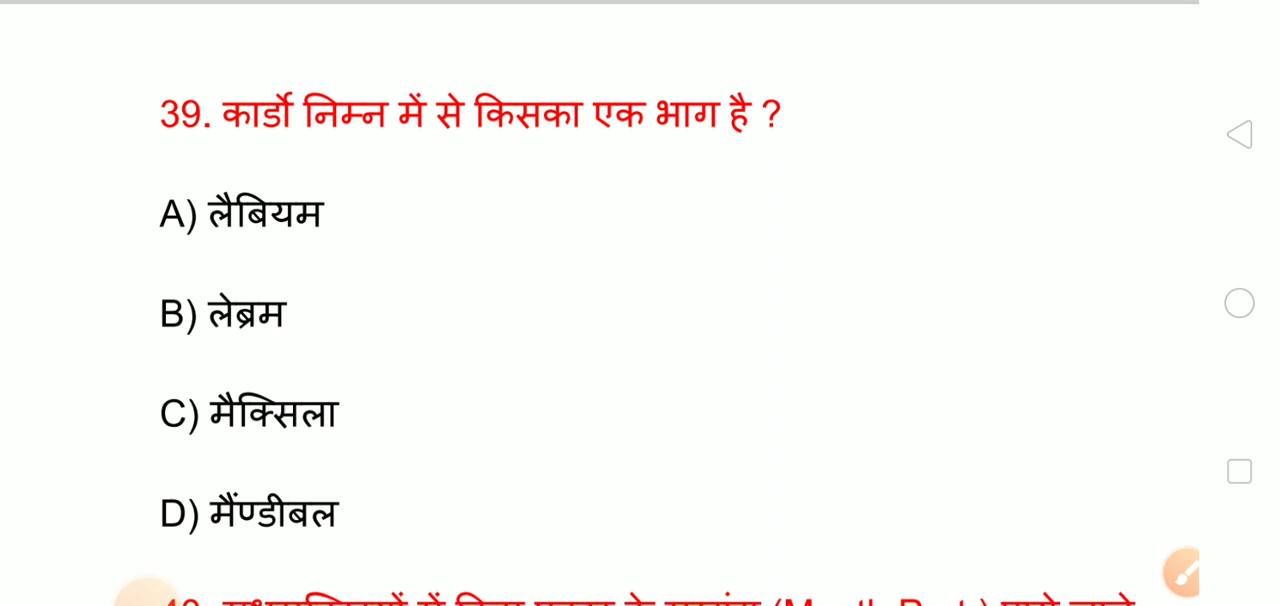 39. कार्डो निम्न में से किसका एक भाग है ?
A) लैबियम
B) लेब्रम
C) मैक्सिला
D) मैंण्डीबल